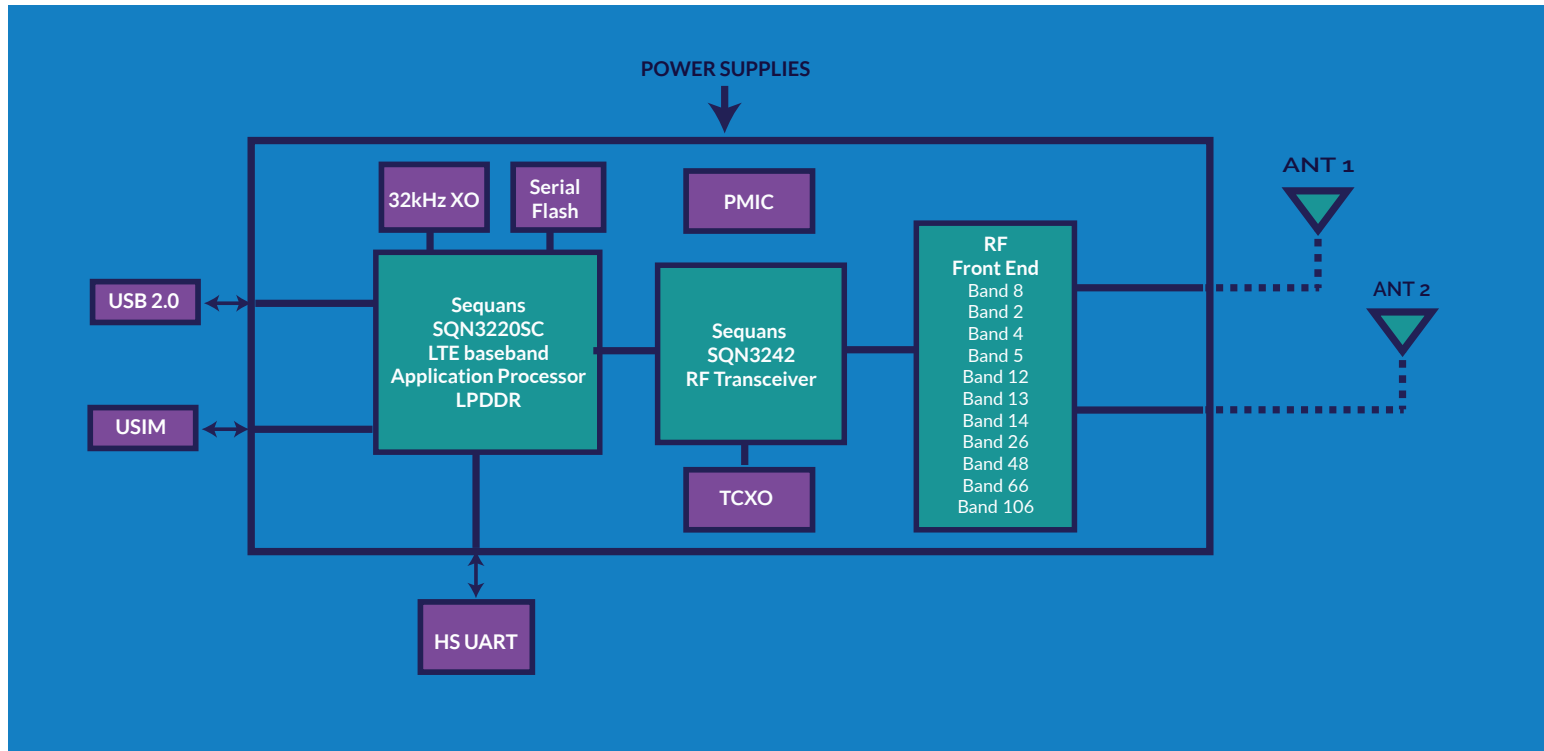 POWER SUPPLIES
ANT 1
32kHz XO
Serial
Flash
PMIC
RF
Front End
Band 8
Band 2
Band 4
Band 5
Band 12
Band 13
Band 14
Band 26
Band 48
Band 66
Band 106
ANT 2
USB 2.0
Sequans
SQN3220SC
LTE baseband
Application Processor
LPDDR
Sequans
SQN3242
RF Transceiver
USIM
TCXO
HS UART